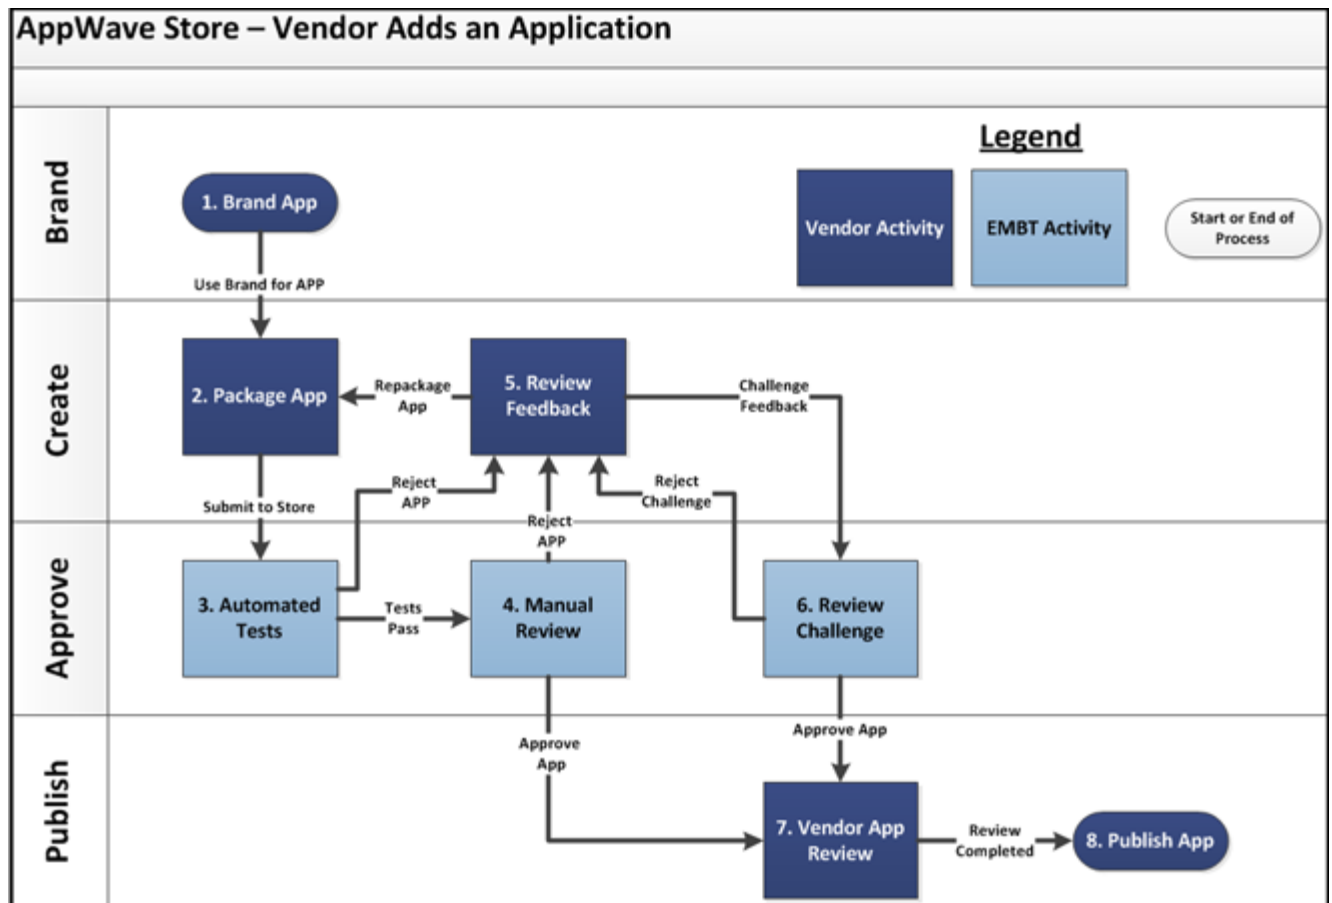 AppWave Store – Vendor Adds an Application
Brand
Legend
1. Brand App
Vendor Activity
EMBT Activity
Start or End of
Process
Use Brand for APP
Create
2. Package App
Repackage
App
5. Review
Feedback
Challenge
Feedback
Submit to Store
Reject
APP
Reject
APP
Reject
Challenge
Approve
3. Automated
Tests
Tests
Pass
4. Manual
Review
6. Review
Challenge
Publish
Approve
App
Approve App
7. Vendor App
Review
Review
Completed
8. Publish App